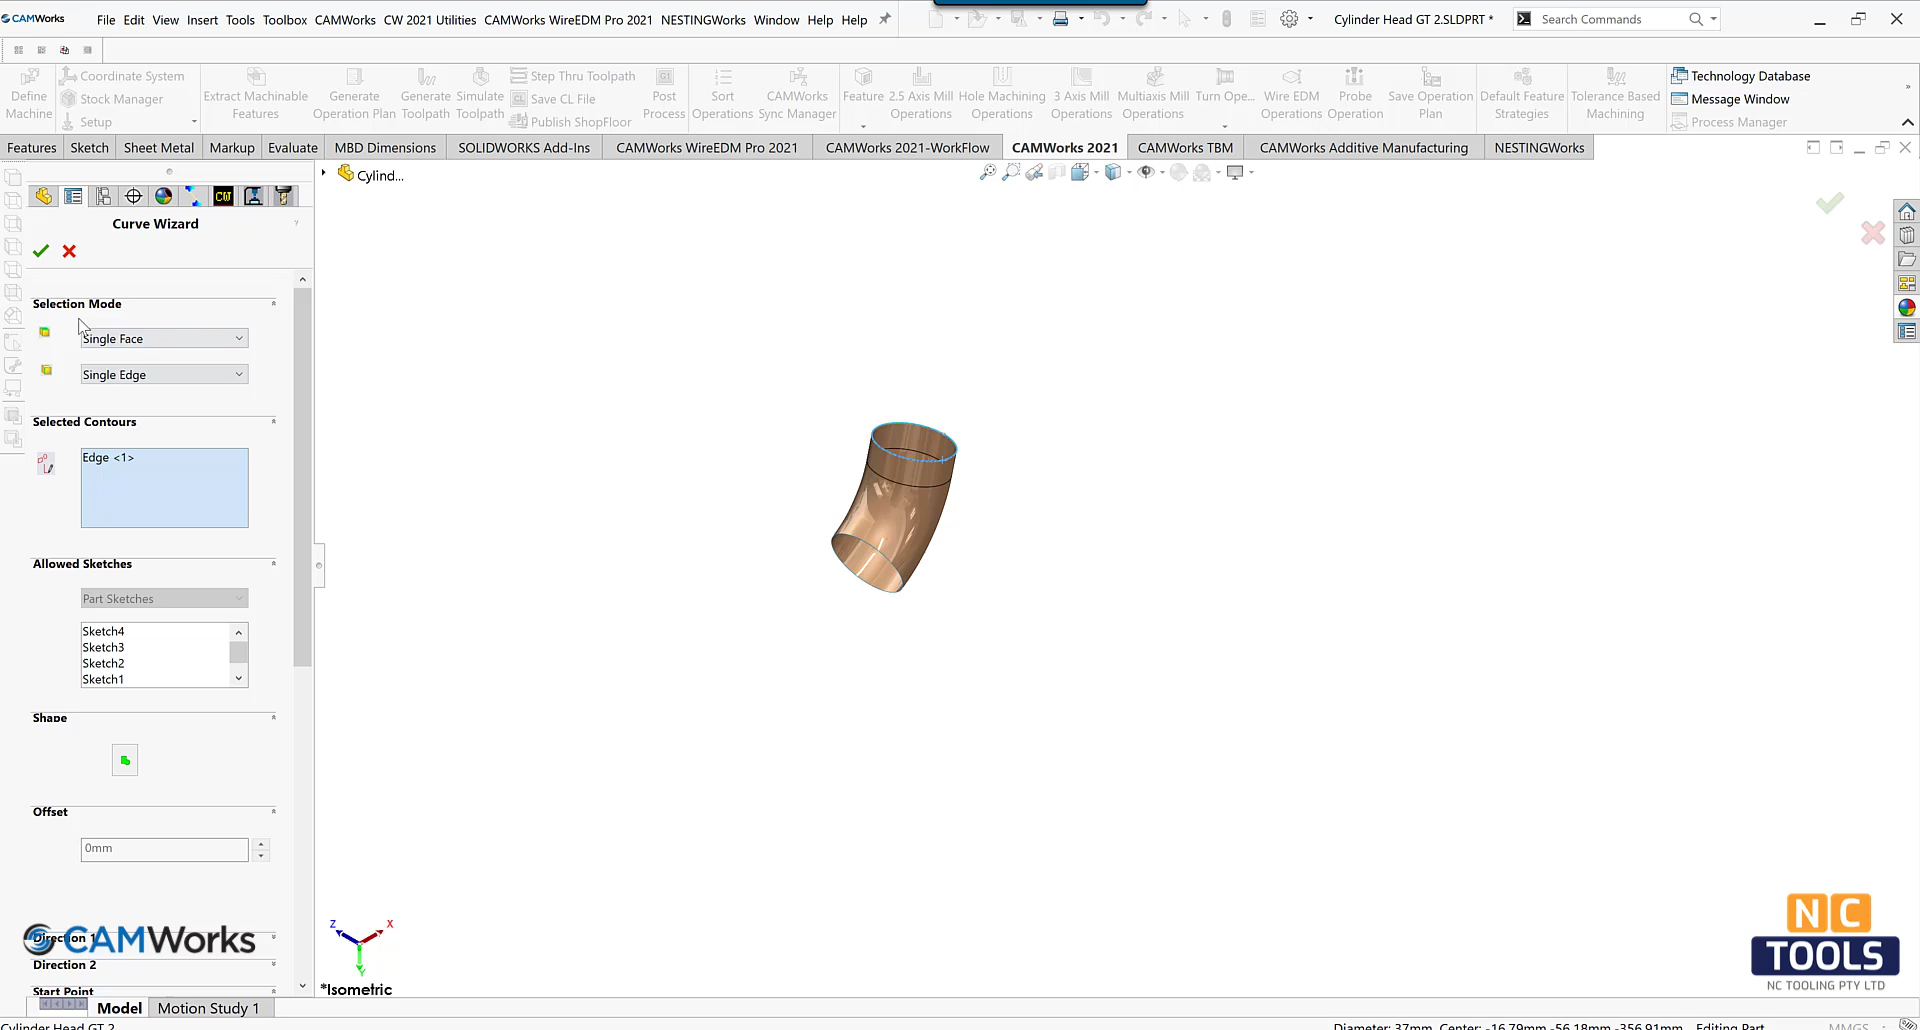 CAMWorks File Edit View Insert Tools Toolbox CAMWorks CW 2021 Utilities CAMWorks WireEDM Pro 2021 NESTINGWorks Window Help Help Cylinder Head GT 2.SLDPRT * Search Commands
Define Machine
Coordinate System
Stock Manager
Setup
Extract Machinable Features
Generate Operation Plan
Generate Toolpath
Simulate Toolpath
Step Thru Toolpath
Save CL File
Publish ShopFloor
G1
Post Process
Sort Operations
CAMWorks Sync Manager
Feature
2.5 Axis Mill Operations
Hole Machining Operations
3 Axis Mill Operations
Multiaxis Mill Operations
Turn Ope...
Wire EDM Operations
Probe Operation
Save Operation Plan
Default Feature Strategies
Tolerance Based Machining
Technology Database
Message Window
Process Manager
Features Sketch Sheet Metal Markup Evaluate MBD Dimensions SOLIDWORKS Add-Ins CAMWorks WireEDM Pro 2021 CAMWorks 2021-WorkFlow CAMWorks 2021 CAMWorks TBM CAMWorks Additive Manufacturing NESTINGWorks
Cylind...
CW
Curve Wizard
?
Selection Mode
Single Face
Single Edge
Selected Contours
Edge <1>
Allowed Sketches
Part Sketches
Sketch4
Sketch3
Sketch2
Sketch1
Shape
Offset
0mm
Direction 1
CAMWorks
Direction 2
Start Point
Z X
Y
*Isometric
NC
TOOLS
NC TOOLING PTY LTD
Model Motion Study 1
Cylinder Head GT 2 Diameter: 37mm Center: -16.79mm -56.18mm -356.91mm Editing Part MMGS